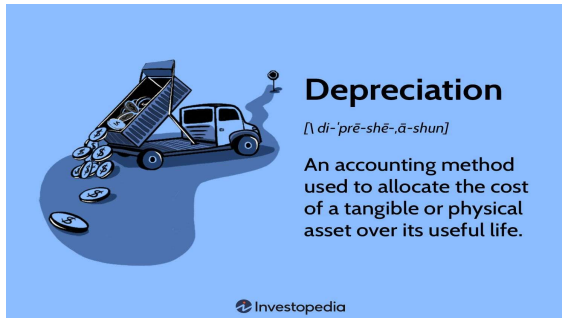 Depreciation
[\ di-ˈprē-shē-ˌā-shun]
An accounting method
used to allocate the cost
of a tangible or physical
asset over its useful life.
Investopedia